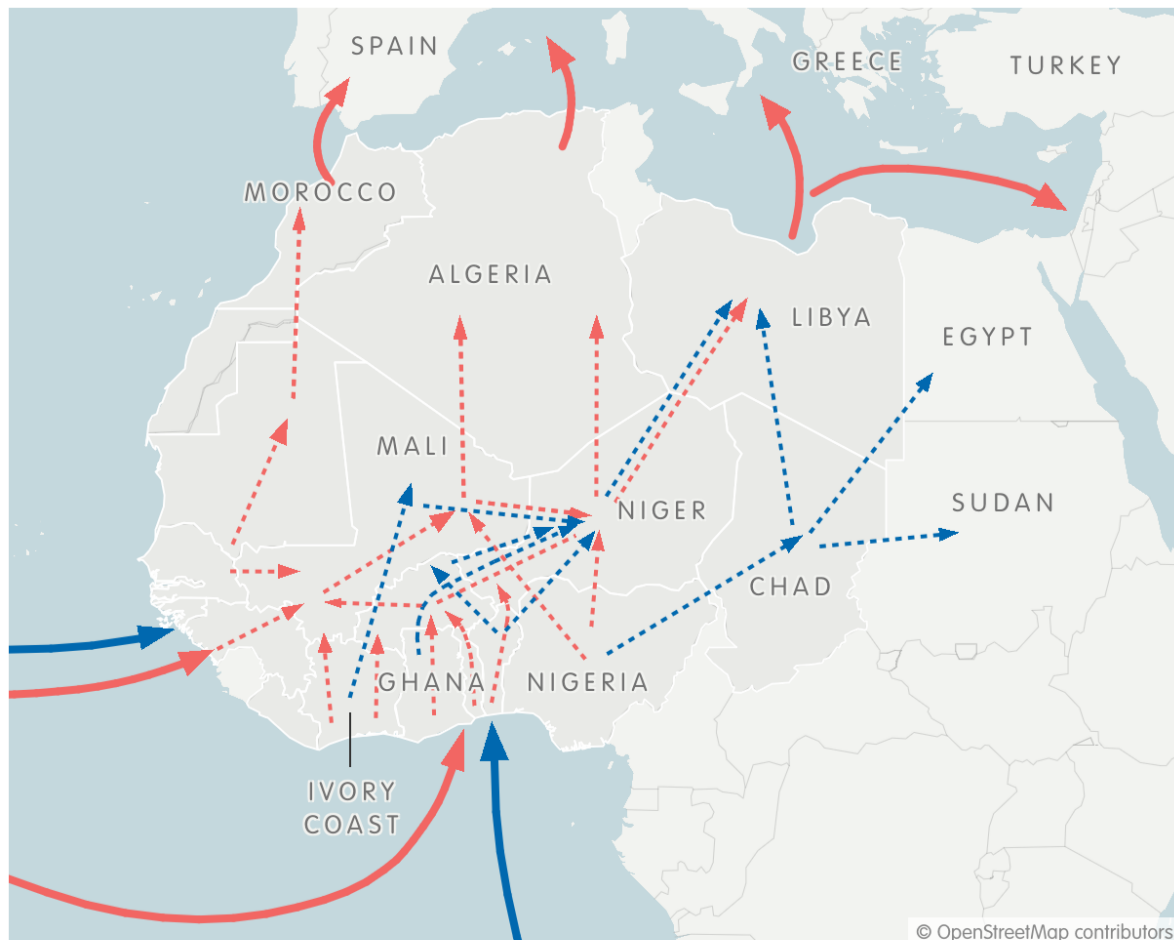 SPAIN
GREECE
TURKEY
MOROCCO
ALGERIA
LIBYA
EGYPT
MALI
NIGER
SUDAN
CHAD
GHANA
NIGERIA
IVORY
COAST
© OpenStreetMap contributors